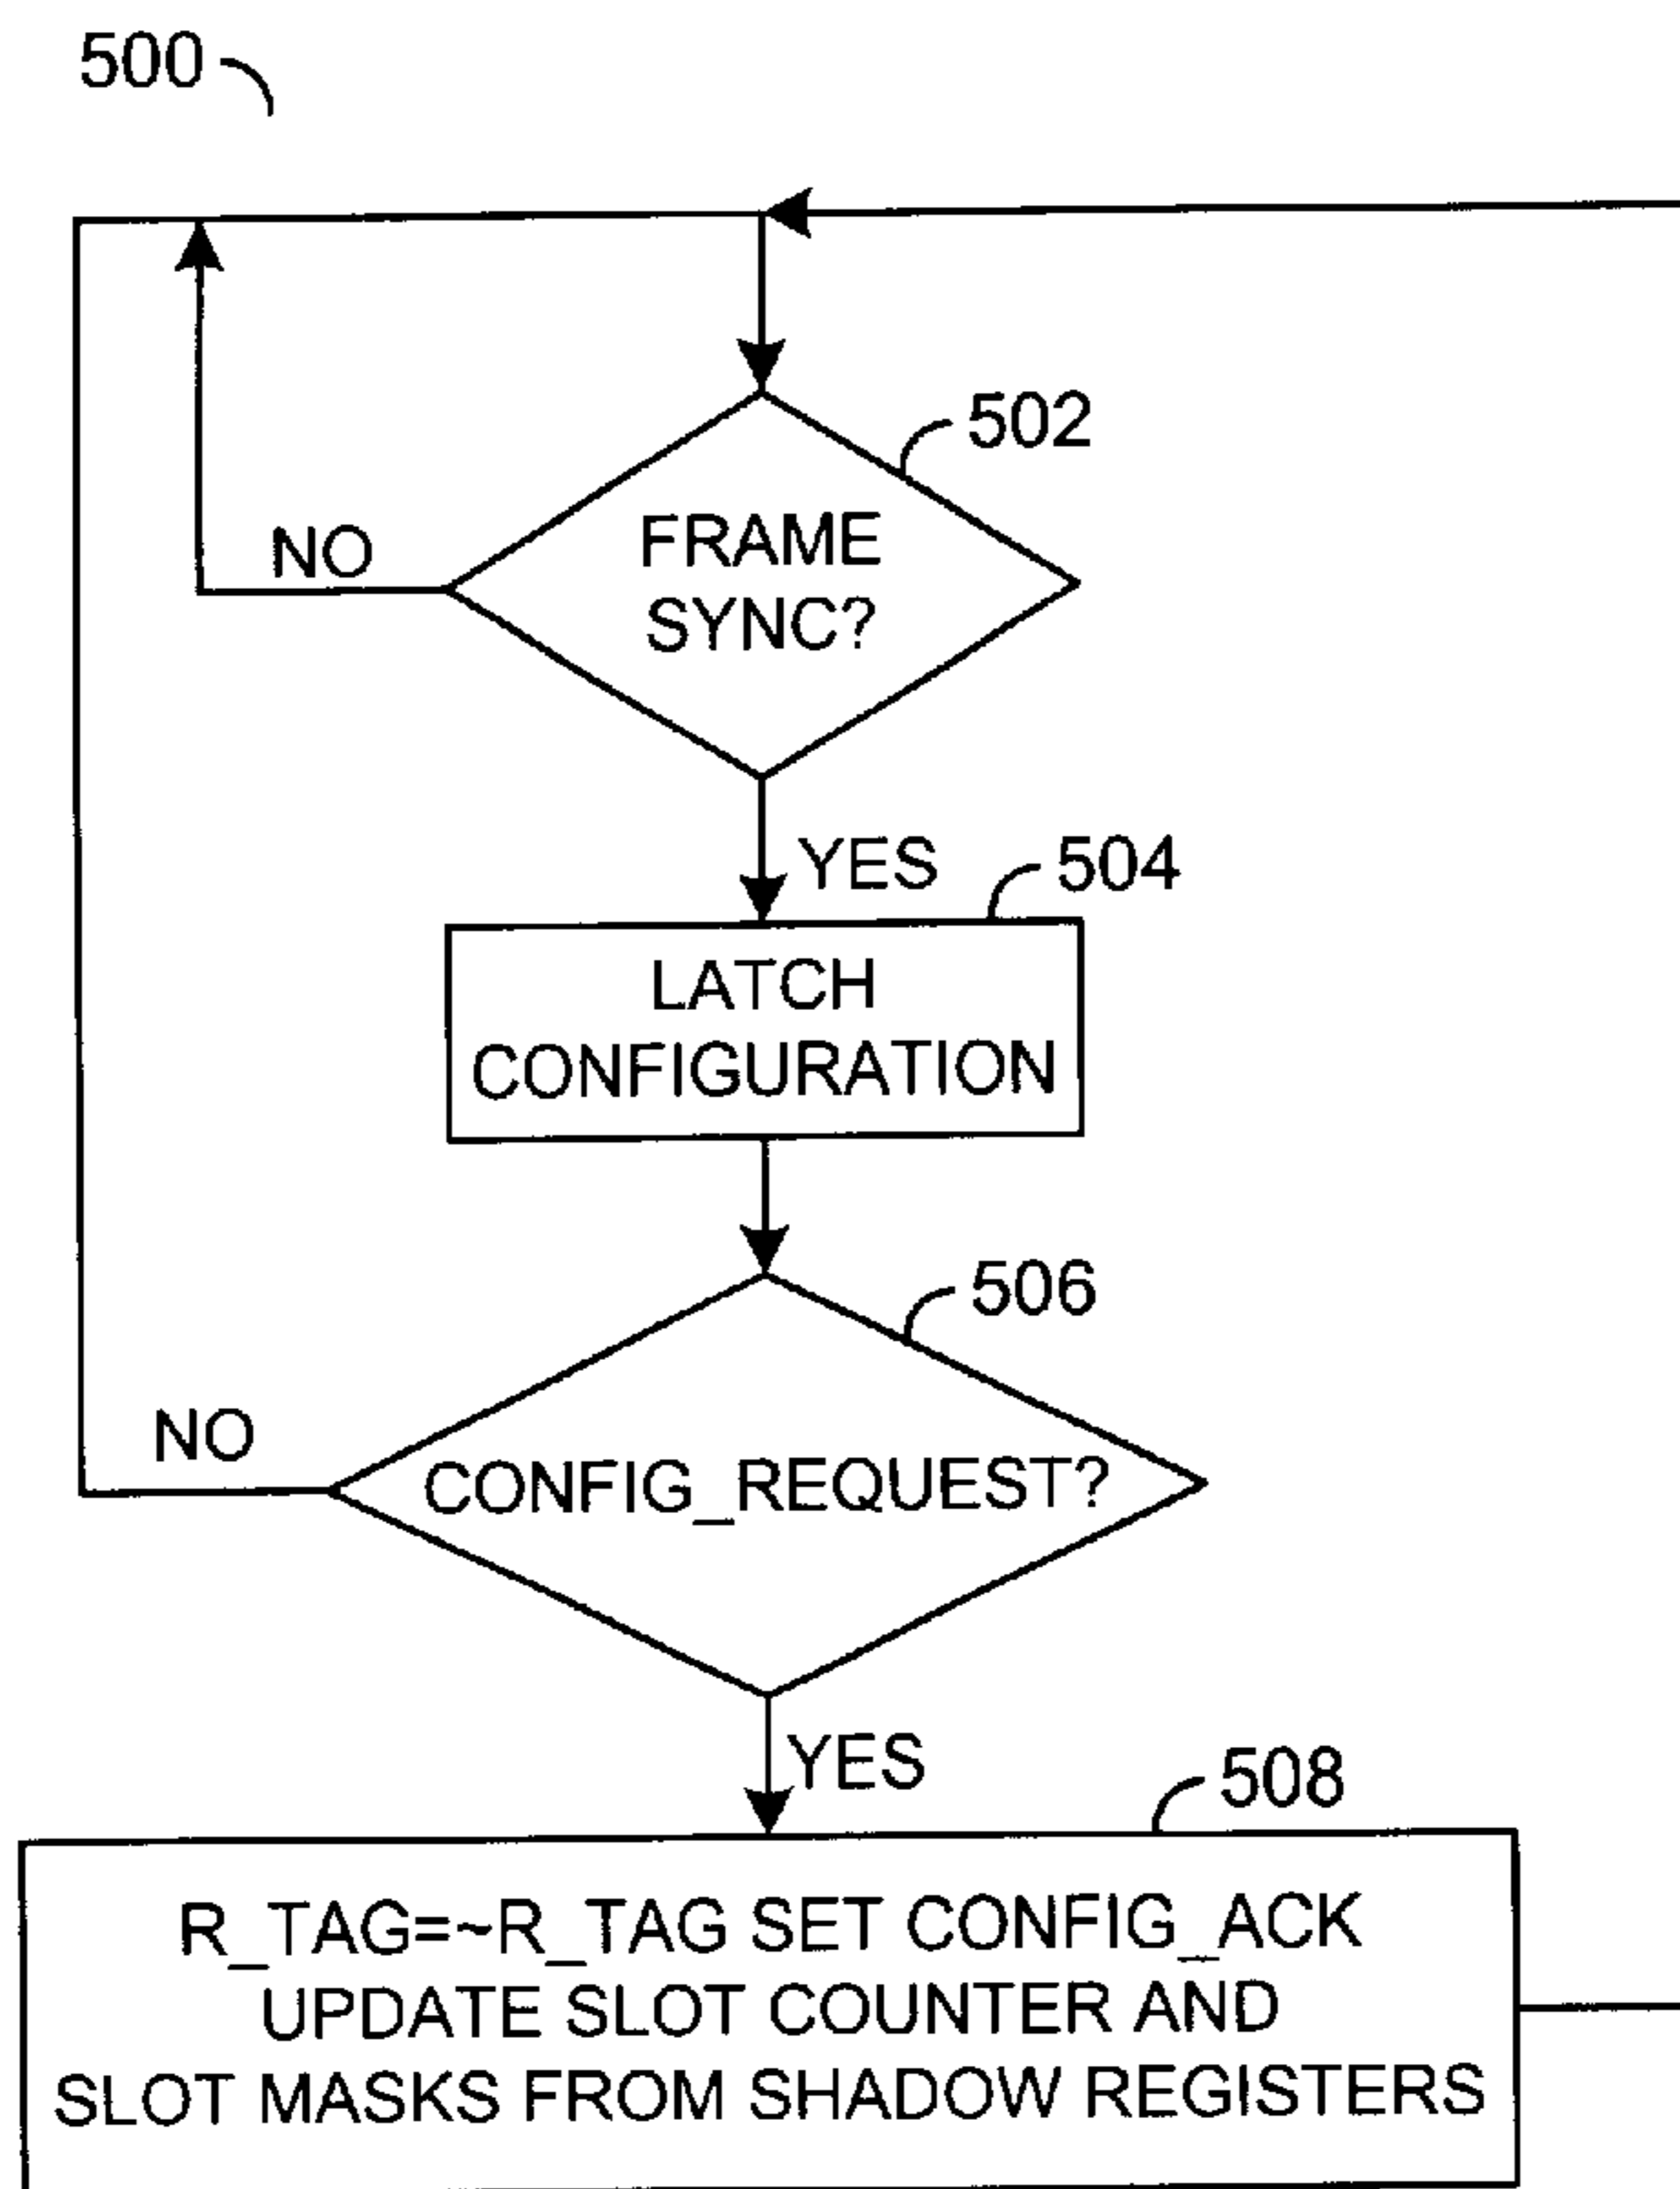 500
502
FRAME
SYNC?
NO
YES
504
LATCH
CONFIGURATION
506
NO
CONFIG_REQUEST?
YES
508
R_TAG=~R_TAG SET CONFIG_ACK
UPDATE SLOT COUNTER AND
SLOT MASKS FROM SHADOW REGISTERS